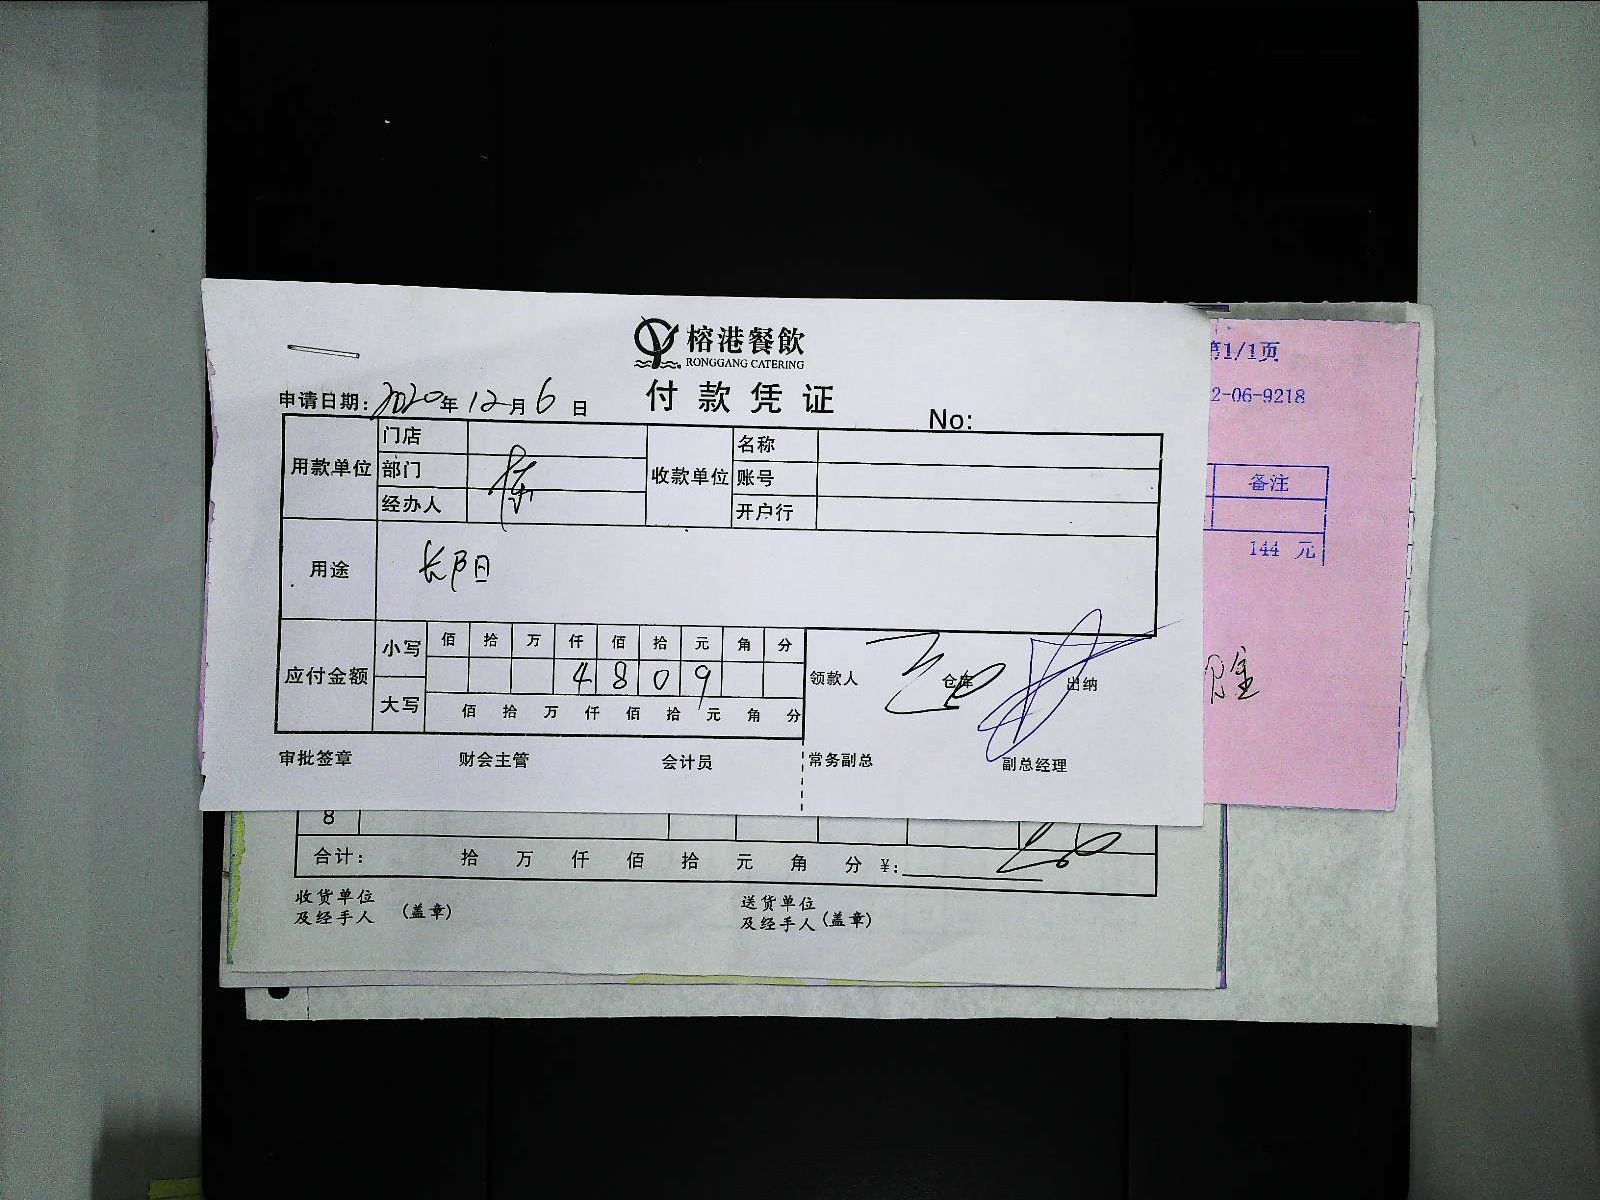 榕港餐飲
RONGGANG CATERING
付款凭证
申请日期: 2020年12月6日
No:
用款单位 门店 收款单位 名称
部门 账号
经办人 开户行
用途 长阳
应付金额 小写 佰 拾 万 仟 佰 拾 元 角 分
4 8 0 9
大写 佰 拾 万 仟 佰 拾 元 角 分
领款人 仓库 出纳
审批签章 财会主管 会计员 常务副总 副总经理
第1/1页
2-06-9218
备注
144 元
8
合计: 拾 万 仟 佰 拾 元 角 分 ¥:
收货单位
及经手人 (盖章)
送货单位
及经手人(盖章)